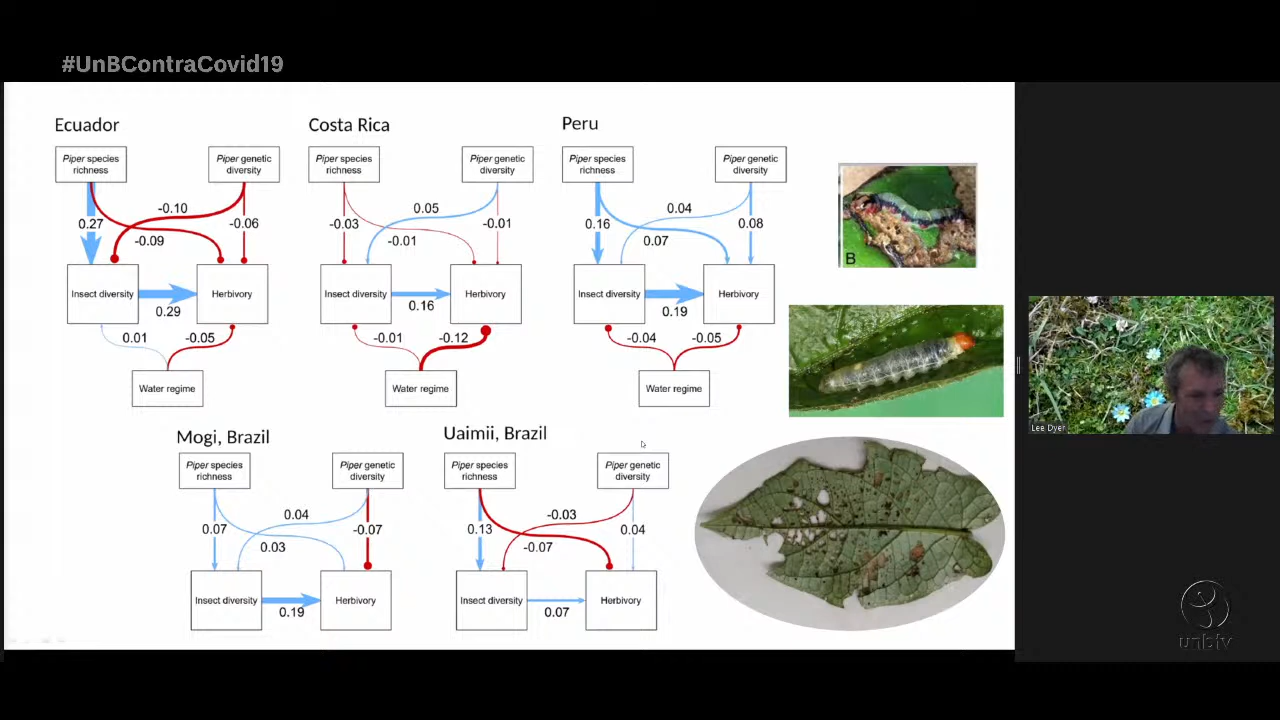 #UnBContraCovid19
Ecuador
Piper species
richness
Piper genetic
diversity
-0.10
0.27
-0.06
-0.09
Insect diversity
Herbivory
0.29
0.01
-0.05
Water regime
Costa Rica
Piper species
richness
Piper genetic
diversity
0.05
-0.03
-0.01
-0.01
Insect diversity
Herbivory
0.16
-0.01
-0.12
Water regime
Peru
Piper species
richness
Piper genetic
diversity
0.04
0.16
0.08
0.07
Insect diversity
Herbivory
0.19
-0.04
-0.05
Water regime
B
Mogi, Brazil
Piper species
richness
Piper genetic
diversity
0.04
0.07
-0.07
0.03
Insect diversity
Herbivory
0.19
Uaimii, Brazil
Piper species
richness
Piper genetic
diversity
-0.03
0.13
0.04
-0.07
Insect diversity
Herbivory
0.07
Lee Dyer
unbtv